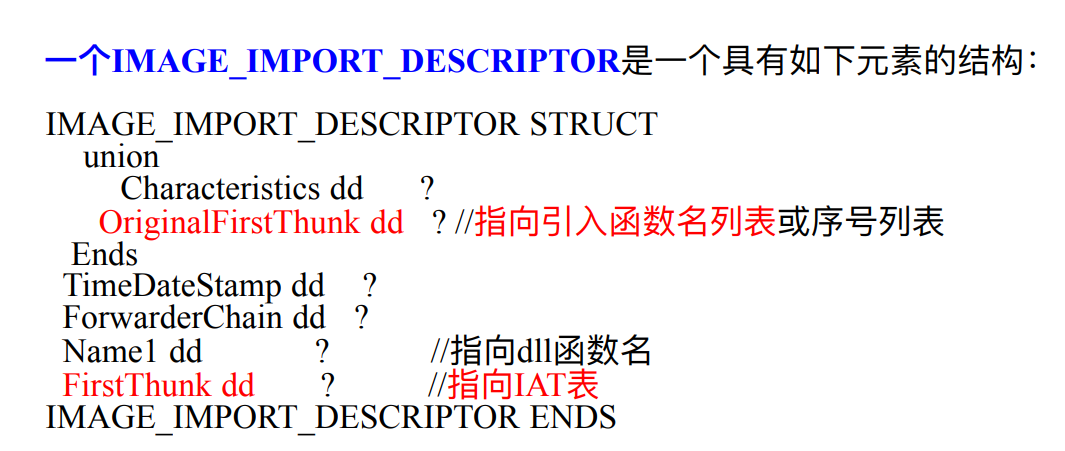 一个IMAGE_IMPORT_DESCRIPTOR是一个具有如下元素的结构：
IMAGE_IMPORT_DESCRIPTOR STRUCT
union
Characteristics dd ?
OriginalFirstThunk dd ? //指向引入函数名列表或序号列表
Ends
TimeDateStamp dd ?
ForwarderChain dd ?
Name1 dd ? //指向dll函数名
FirstThunk dd ? //指向IAT表
IMAGE_IMPORT_DESCRIPTOR ENDS